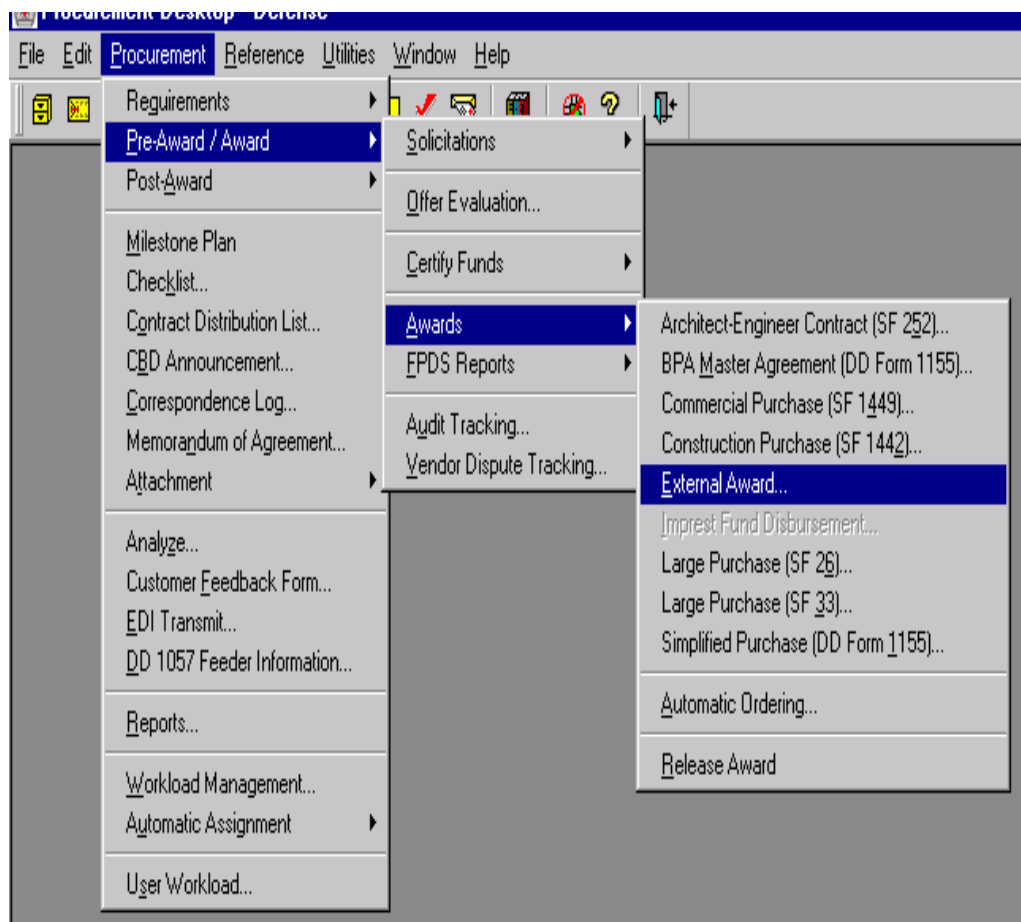 Procurement Desktop - Defense
File Edit Procurement Reference Utilities Window Help
Reguirements
Pre-Award / Award
Post-Award
Milestone Plan
Checklist...
Contract Distribution List...
CBD Announcement...
Correspondence Log...
Memorandum of Agreement...
Attachment
Analyze...
Customer Feedback Form...
EDI Transmit...
DD 1057 Feeder Information...
Reports...
Workload Management...
Automatic Assignment
User Workload...
Solicitations
Offer Evaluation...
Certify Funds
Awards
FPDS Reports
Audit Tracking...
Vendor Dispute Tracking...
Architect-Engineer Contract (SF 252)...
BPA Master Agreement (DD Form 1155)...
Commercial Purchase (SF 1449)...
Construction Purchase (SF 1442)...
External Award...
Imprest Fund Disbursement...
Large Purchase (SF 26)...
Large Purchase (SF 33)...
Simplified Purchase (DD Form 1155)...
Automatic Ordering...
Release Award